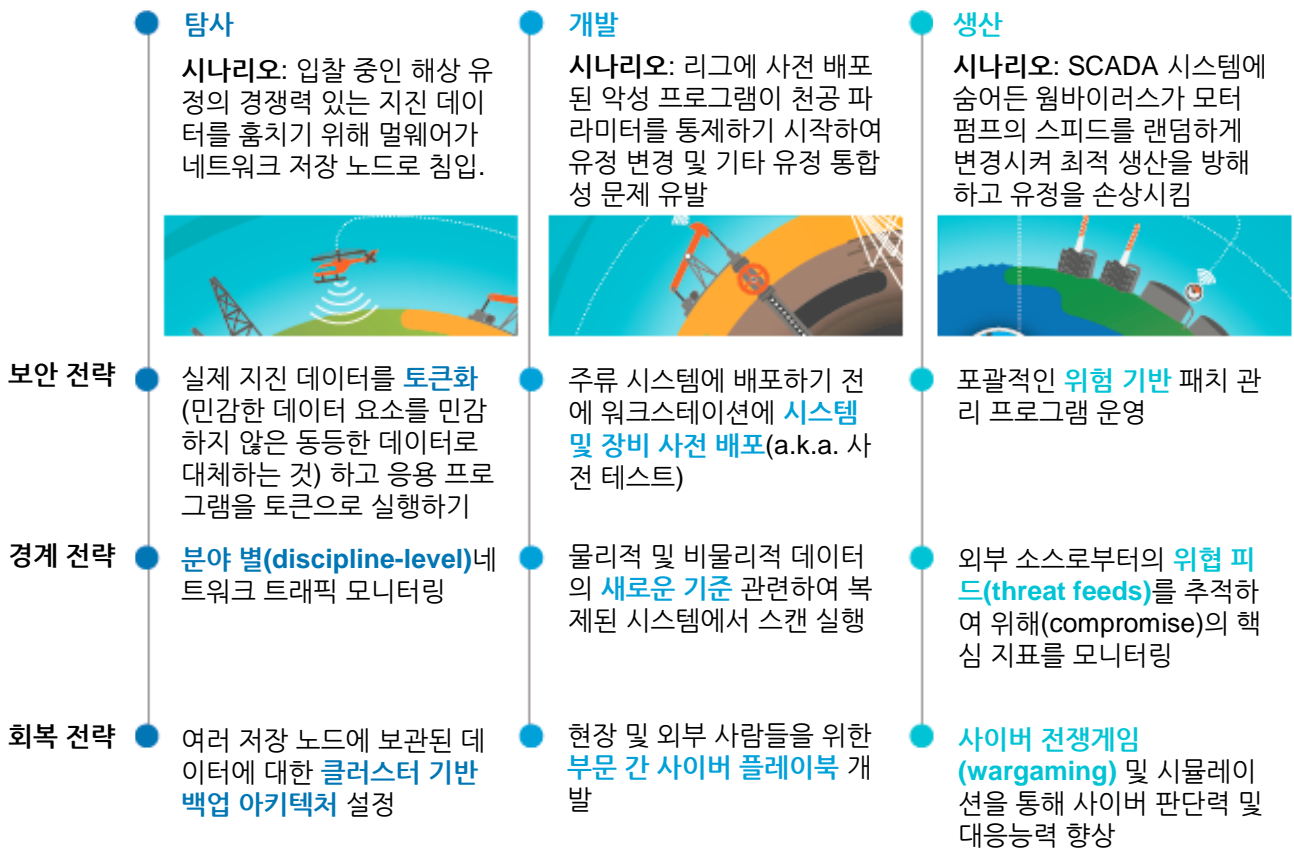 탐사
시나리오: 입찰 중인 해상 유
정의 경쟁력 있는 지진 데이
터를 훔치기 위해 멀웨어가
네트워크 저장 노드로 침입.
개발
시나리오: 리그에 사전 배포
된 악성 프로그램이 천공 파
라미터를 통제하기 시작하여
유정 변경 및 기타 유정 통합
성 문제 유발
생산
시나리오: SCADA 시스템에
숨어든 웜바이러스가 모터
펌프의 스피드를 랜덤하게
변경시켜 최적 생산을 방해
하고 유정을 손상시킴
보안 전략
실제 지진 데이터를 토큰화
(민감한 데이터 요소를 민감
하지 않은 동등한 데이터로
대체하는 것) 하고 응용 프로
그램을 토큰으로 실행하기
주류 시스템에 배포하기 전
에 워크스테이션에 시스템
및 장비 사전 배포(a.k.a. 사
전 테스트)
포괄적인 위험 기반 패치 관
리 프로그램 운영
경계 전략
분야 별(discipline-level)네
트워크 트래픽 모니터링
물리적 및 비물리적 데이터
의 새로운 기준 관련하여 복
제된 시스템에서 스캔 실행
외부 소스로부터의 위협 피
드(threat feeds)를 추적하
여 위해(compromise)의 핵
심 지표를 모니터링
회복 전략
여러 저장 노드에 보관된 데
이터에 대한 클러스터 기반
백업 아키텍처 설정
현장 및 외부 사람들을 위한
부문 간 사이버 플레이북 개
발
사이버 전쟁게임
(wargaming) 및 시뮬레이
션을 통해 사이버 판단력 및
대응능력 향상